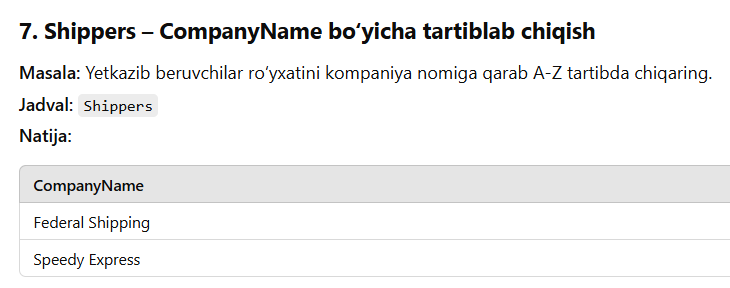 7. Shippers – CompanyName bo‘yicha tartiblab chiqish
Masala: Yetkazib beruvchilar ro‘yxatini kompaniya nomiga qarab A-Z tartibda chiqaring.
Jadval: Shippers
Natija:
CompanyName
Federal Shipping
Speedy Express